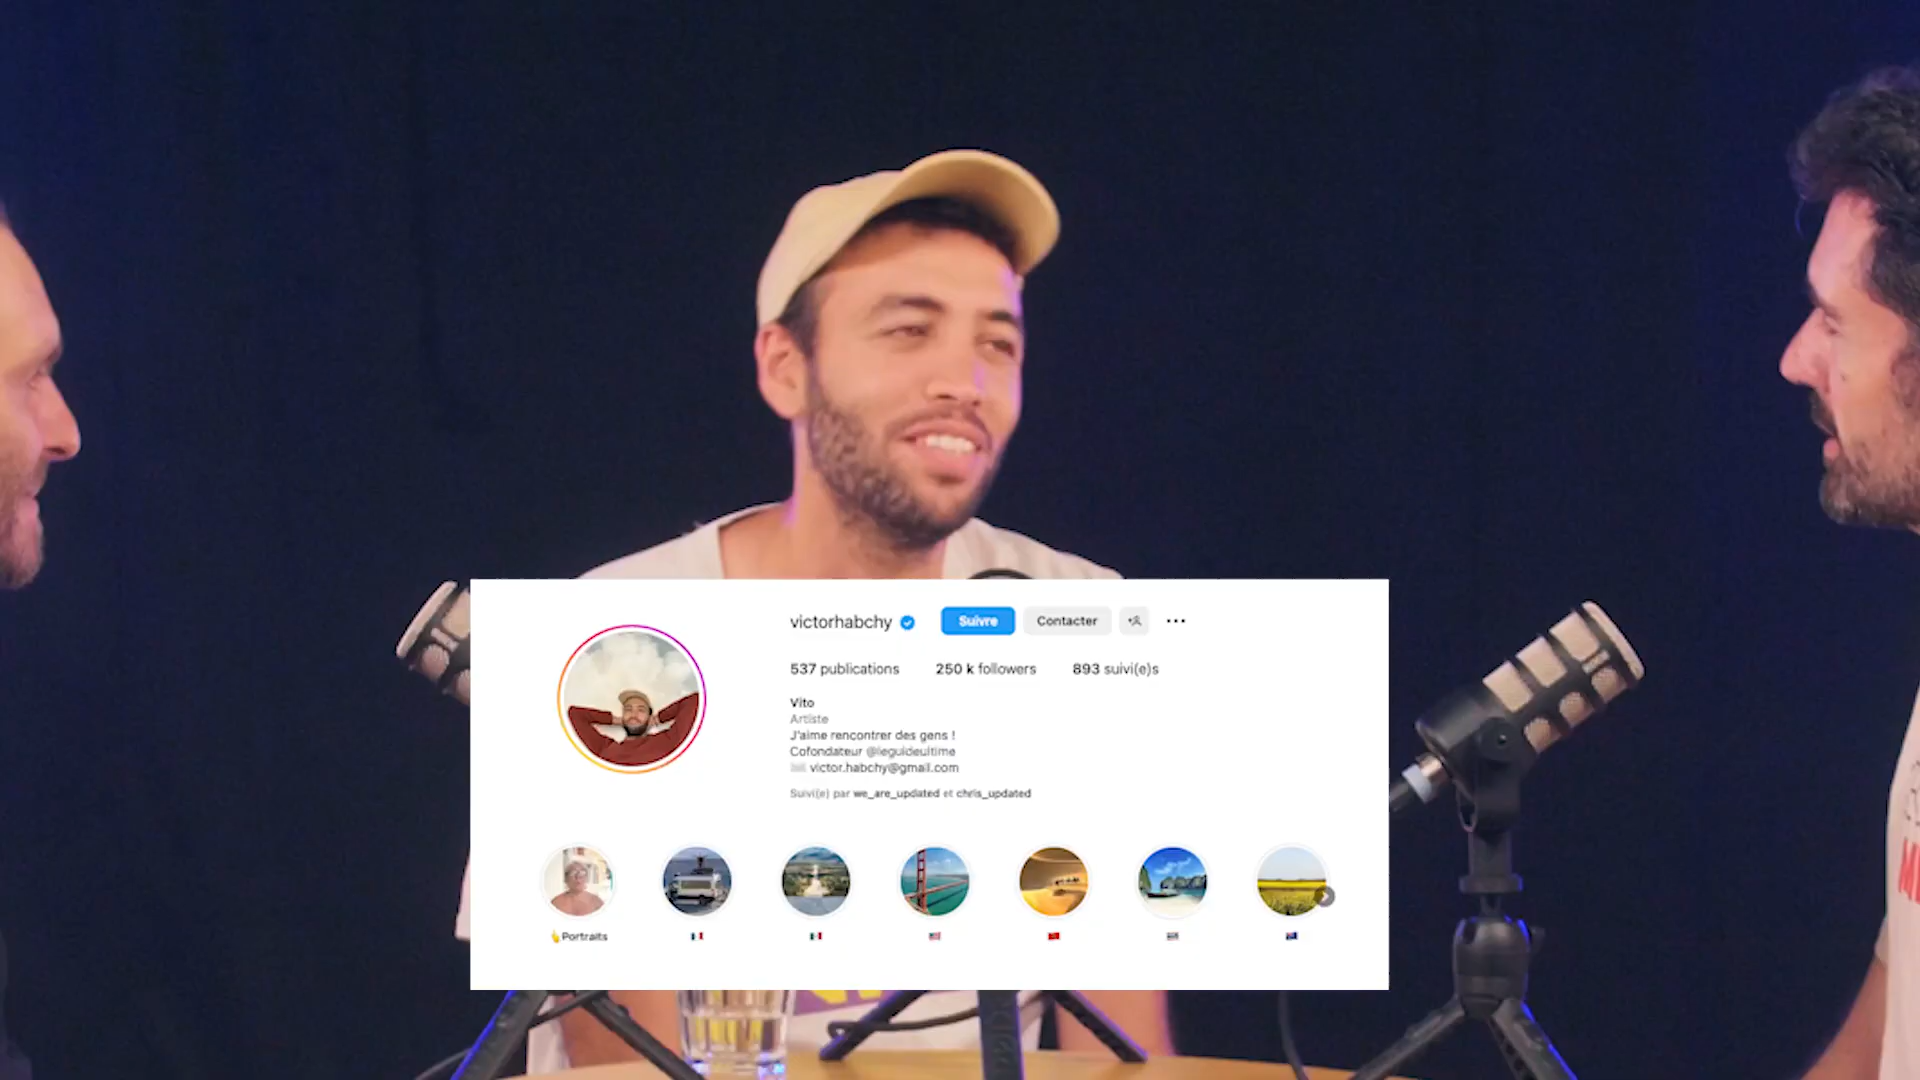 victorhabchy Suivre Contacter
537 publications 250 k followers 893 suivi(e)s
Vito
Artiste
J'aime rencontrer des gens !
Cofondateur @leguideultime
victor.habchy@gmail.com
Suivi(e) par we_are_updated et chris_updated
Portraits